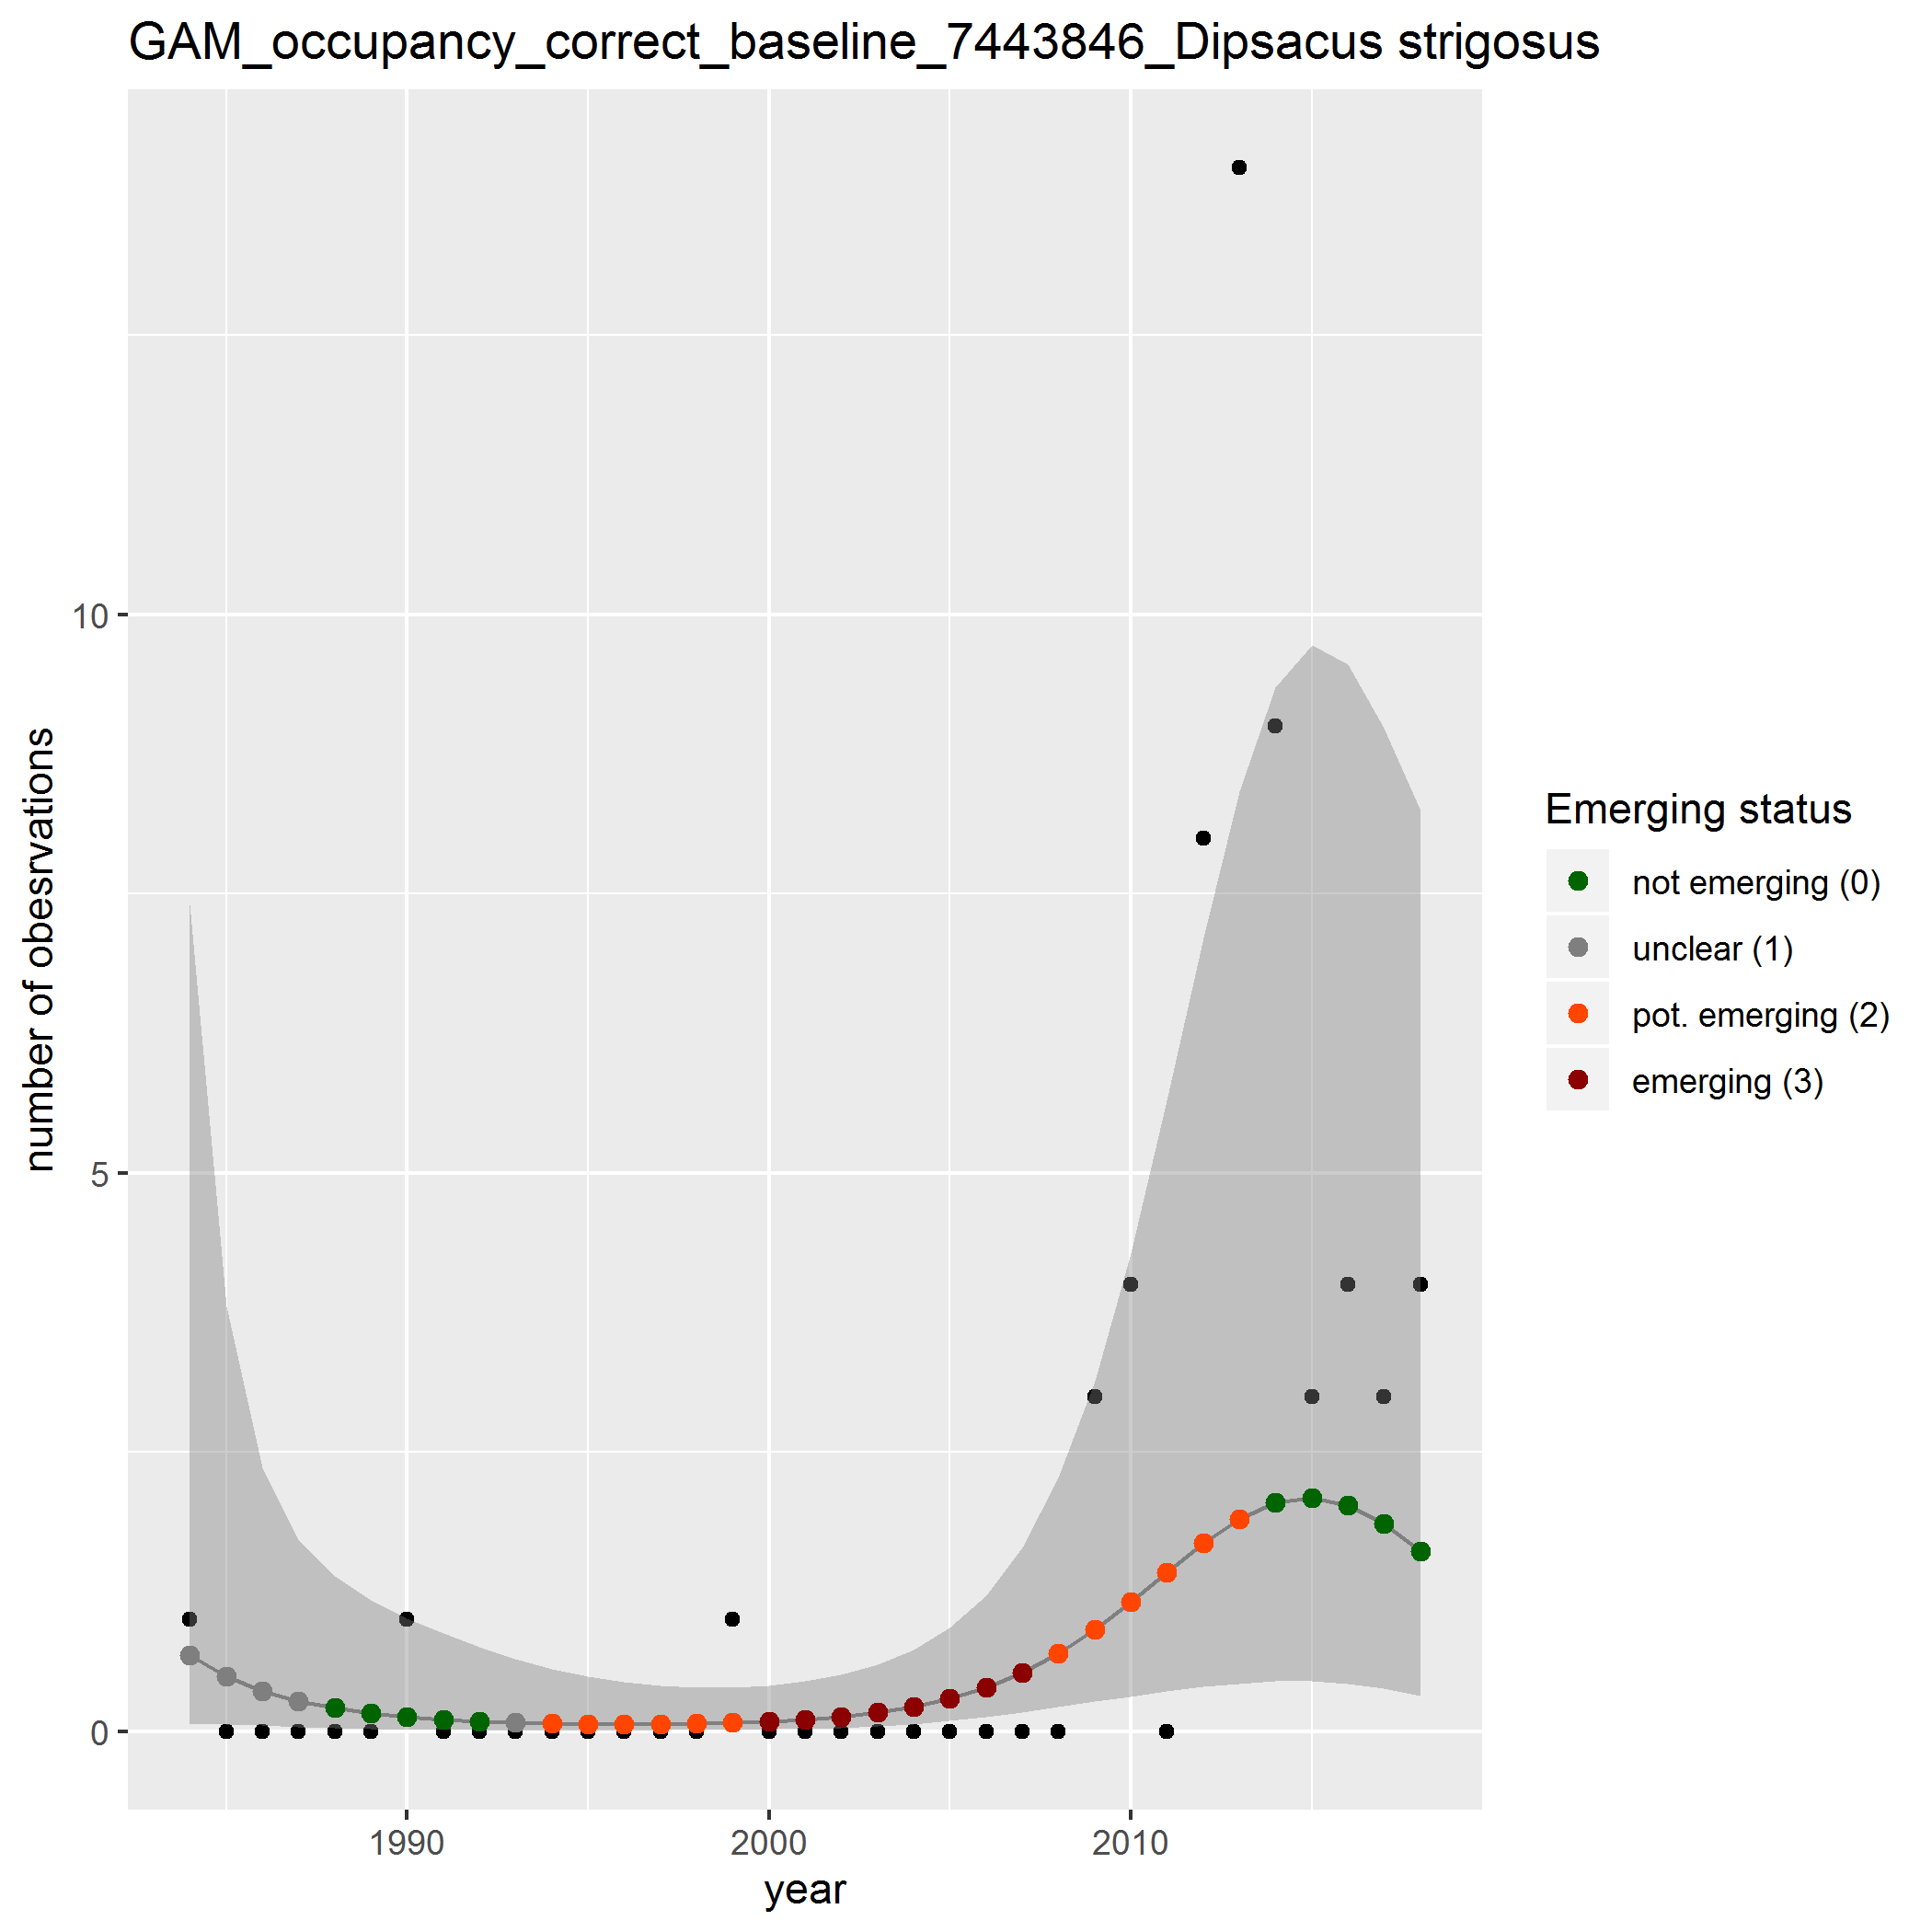 GAM_occupancy_correct_baseline_7443846_Dipsacus strigosus
number of obesrvations
10
5
0
1990
2000
2010
year
Emerging status
not emerging (0)
unclear (1)
pot. emerging (2)
emerging (3)